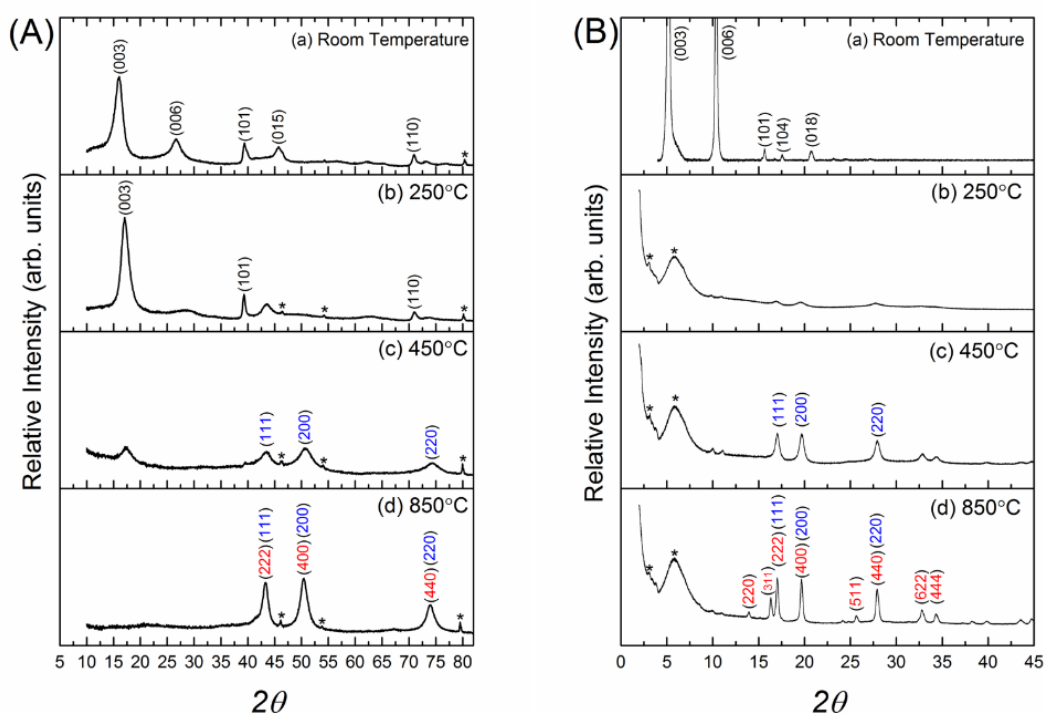 (A)
(a) Room Temperature
(003)
(006)
(101)
(015)
(110)
*
(b) 250°C
(003)
(101)
*
*
(110)
*
(c) 450°C
(111)
*
(200)
*
(220)
*
(d) 850°C
(222) (111)
*
(400) (200)
*
(440) (220)
*
5 10 15 20 25 30 35 40 45 50 55 60 65 70 75 80
2θ
Relative Intensity (arb. units)
(B)
(a) Room Temperature
(003)
(006)
(101)
(104)
(018)
(b) 250°C
*
*
(c) 450°C
*
*
(111)
(200)
(220)
(d) 850°C
*
*
(220)
(311)
(222) (111)
(400) (200)
(511)
(440) (220)
(622)
(444)
0 5 10 15 20 25 30 35 40 45
2θ
Relative Intensity (arb. units)